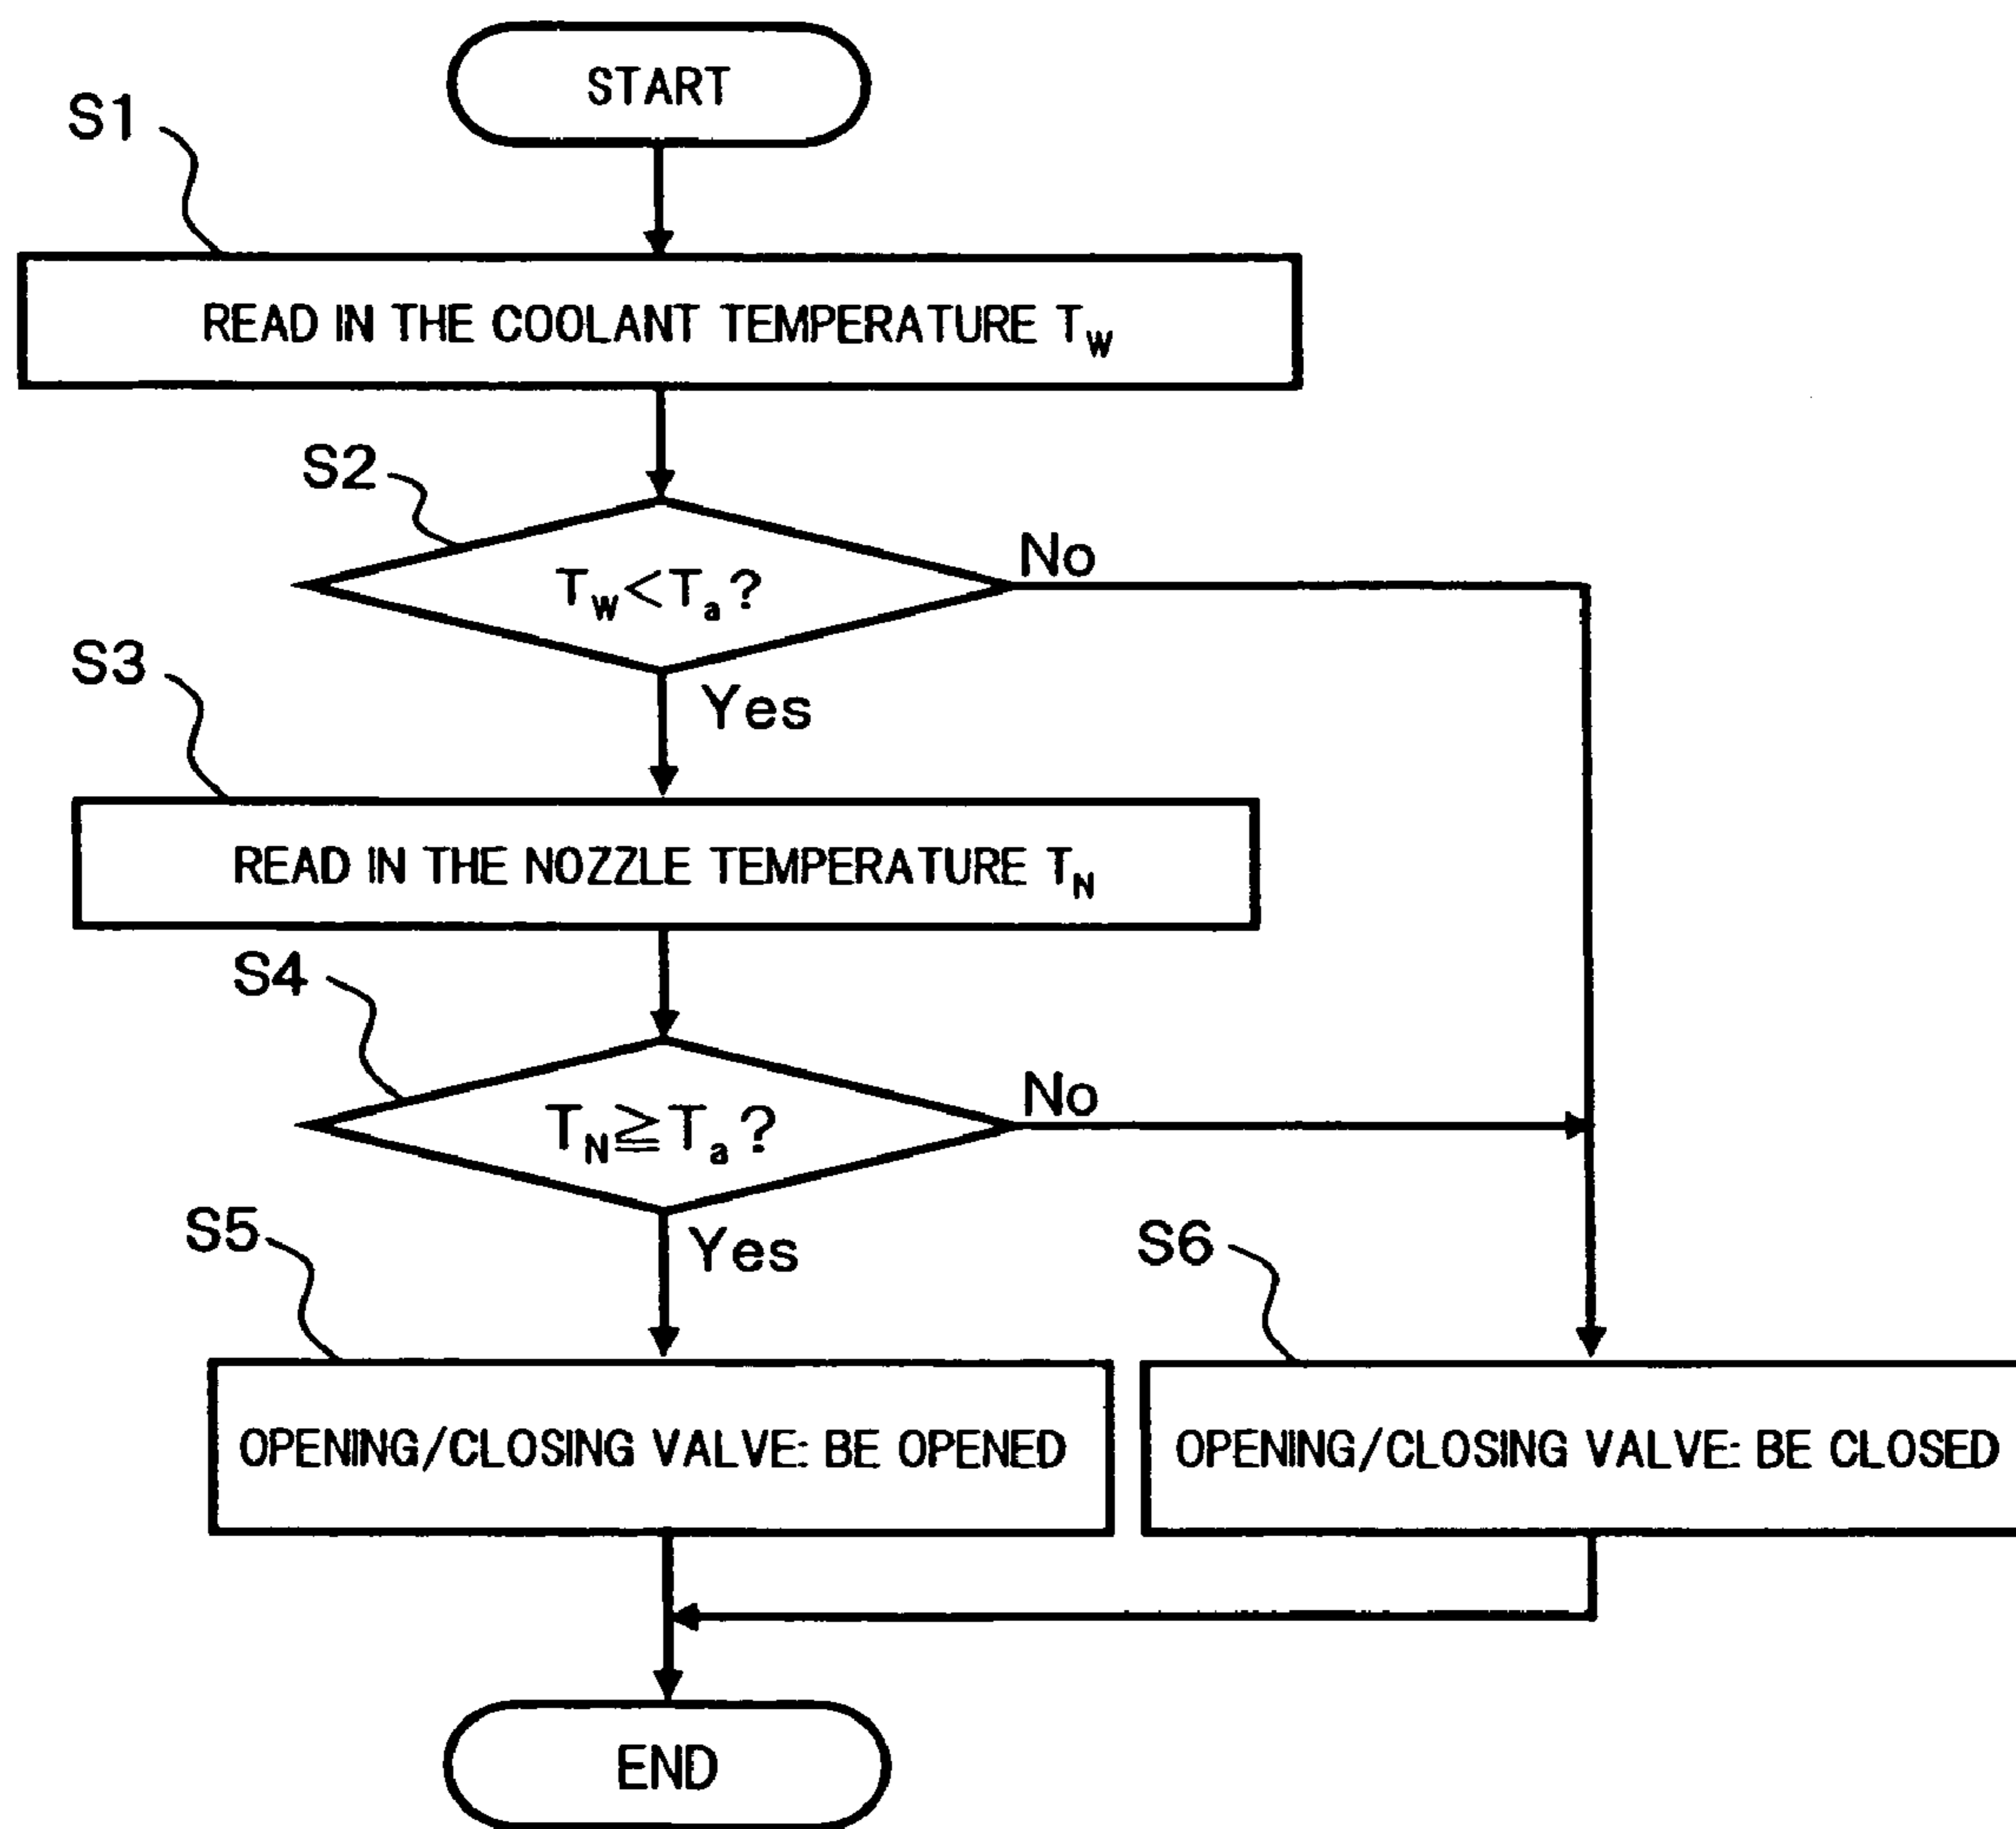 START
S1
READ IN THE COOLANT TEMPERATURE T_W
S2
T_W<T_a?
No
Yes
S3
READ IN THE NOZZLE TEMPERATURE T_N
S4
T_N≧T_a?
No
Yes
S5
OPENING/CLOSING VALVE: BE OPENED
S6
OPENING/CLOSING VALVE: BE CLOSED
END